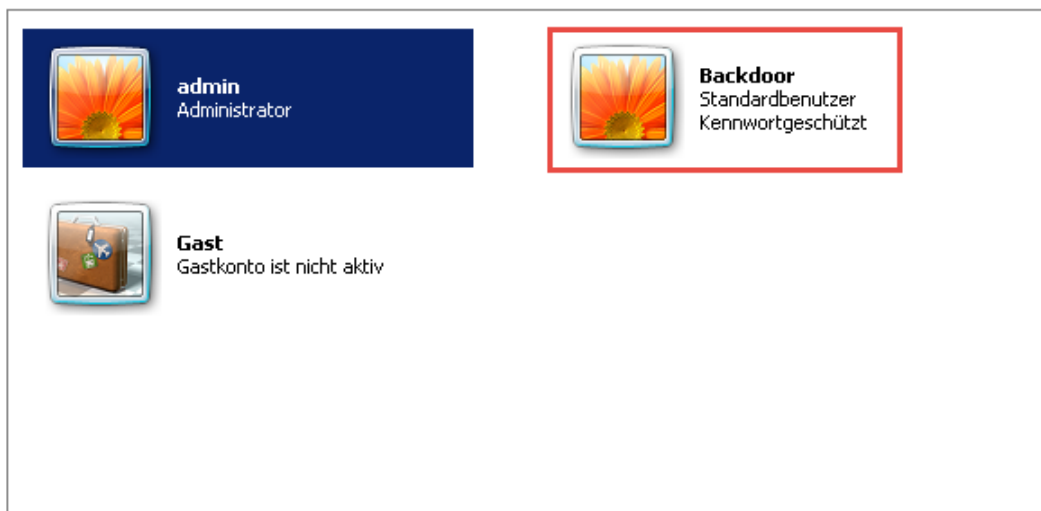 admin
Administrator
Backdoor
Standardbenutzer
Kennwortgeschützt
Gast
Gastkonto ist nicht aktiv